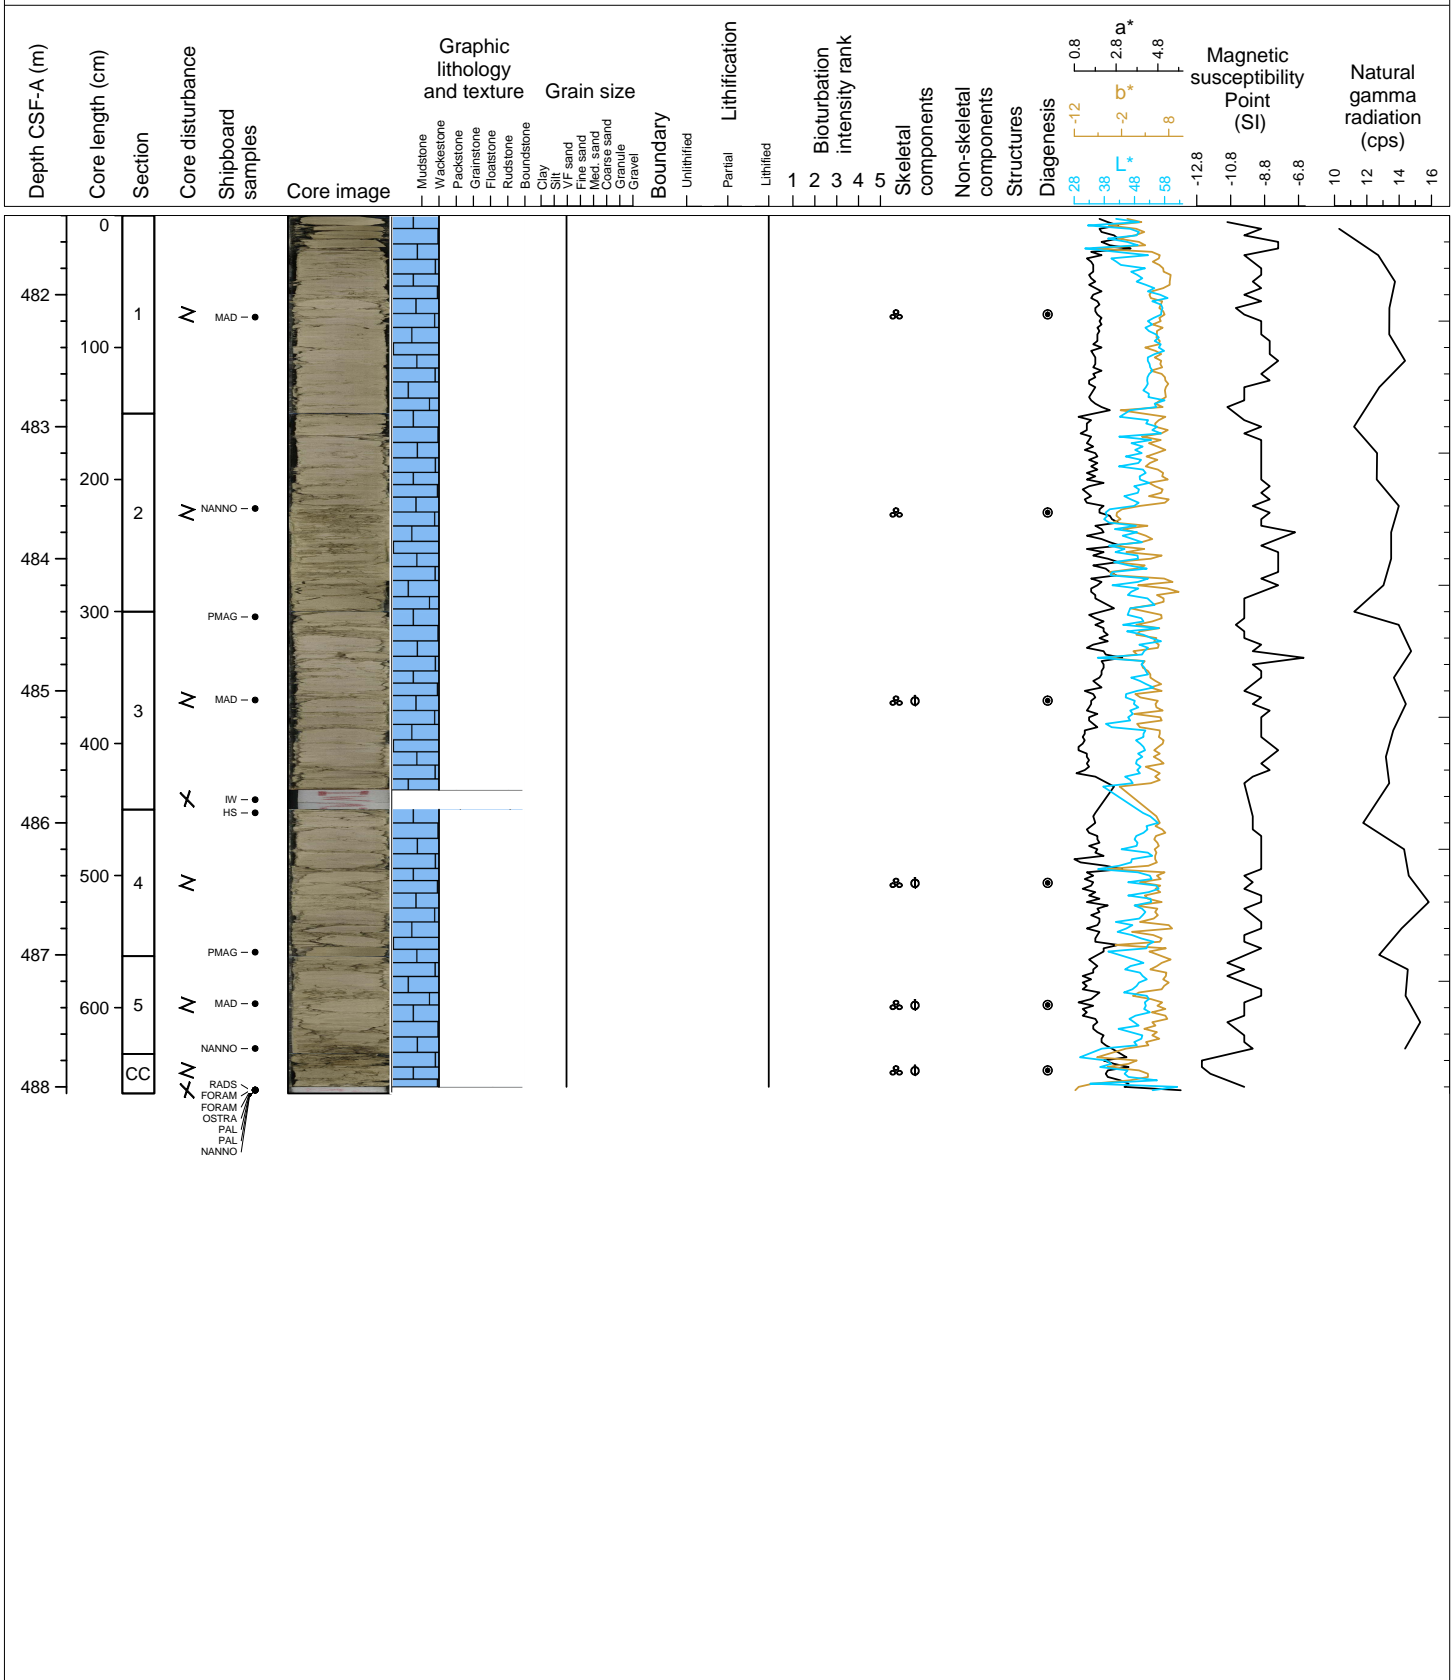 Depth CSF-A (m)
Core length (cm)
Section
Core disturbance
Shipboard
samples
Core image
Graphic
lithology
and texture
Mudstone
Wackestone
Packstone
Grainstone
Floatstone
Rudstone
Boundstone
Grain size
Clay
Silt
VF sand
Fine sand
Med. sand
Coarse sand
Granule
Gravel
Boundary
Lithification
Unlithified
Partial
Lithified
Bioturbation
intensity rank
1 2 3 4 5
Skeletal
components
Non-skeletal
components
Structures
Diagenesis
a*
0.8 2.8 4.8
b*
-12 -2 8
L*
28 38 48 58
Magnetic
susceptibility
Point
(SI)
-12.8 -10.8 -8.8 -6.8
Natural
gamma
radiation
(cps)
10 12 14 16
0
482
1
MAD
100
483
200
2
NANNO
484
300
PMAG
485
MAD
3
400
IW
HS
486
500
4
PMAG
487
600
5
MAD
NANNO
CC
488
RADS
FORAM
FORAM
OSTRA
PAL
PAL
NANNO